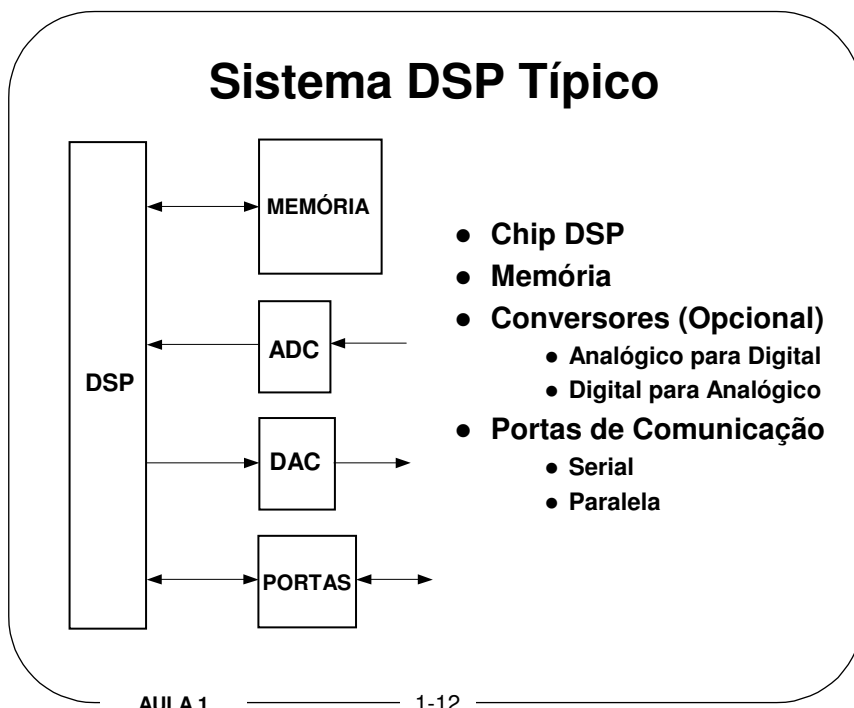 Sistema DSP Típico
MEMÓRIA
ADC
DSP
DAC
PORTAS
● Chip DSP
● Memória
● Conversores (Opcional)
● Analógico para Digital
● Digital para Analógico
● Portas de Comunicação
● Serial
● Paralela
AULA 1
1-12